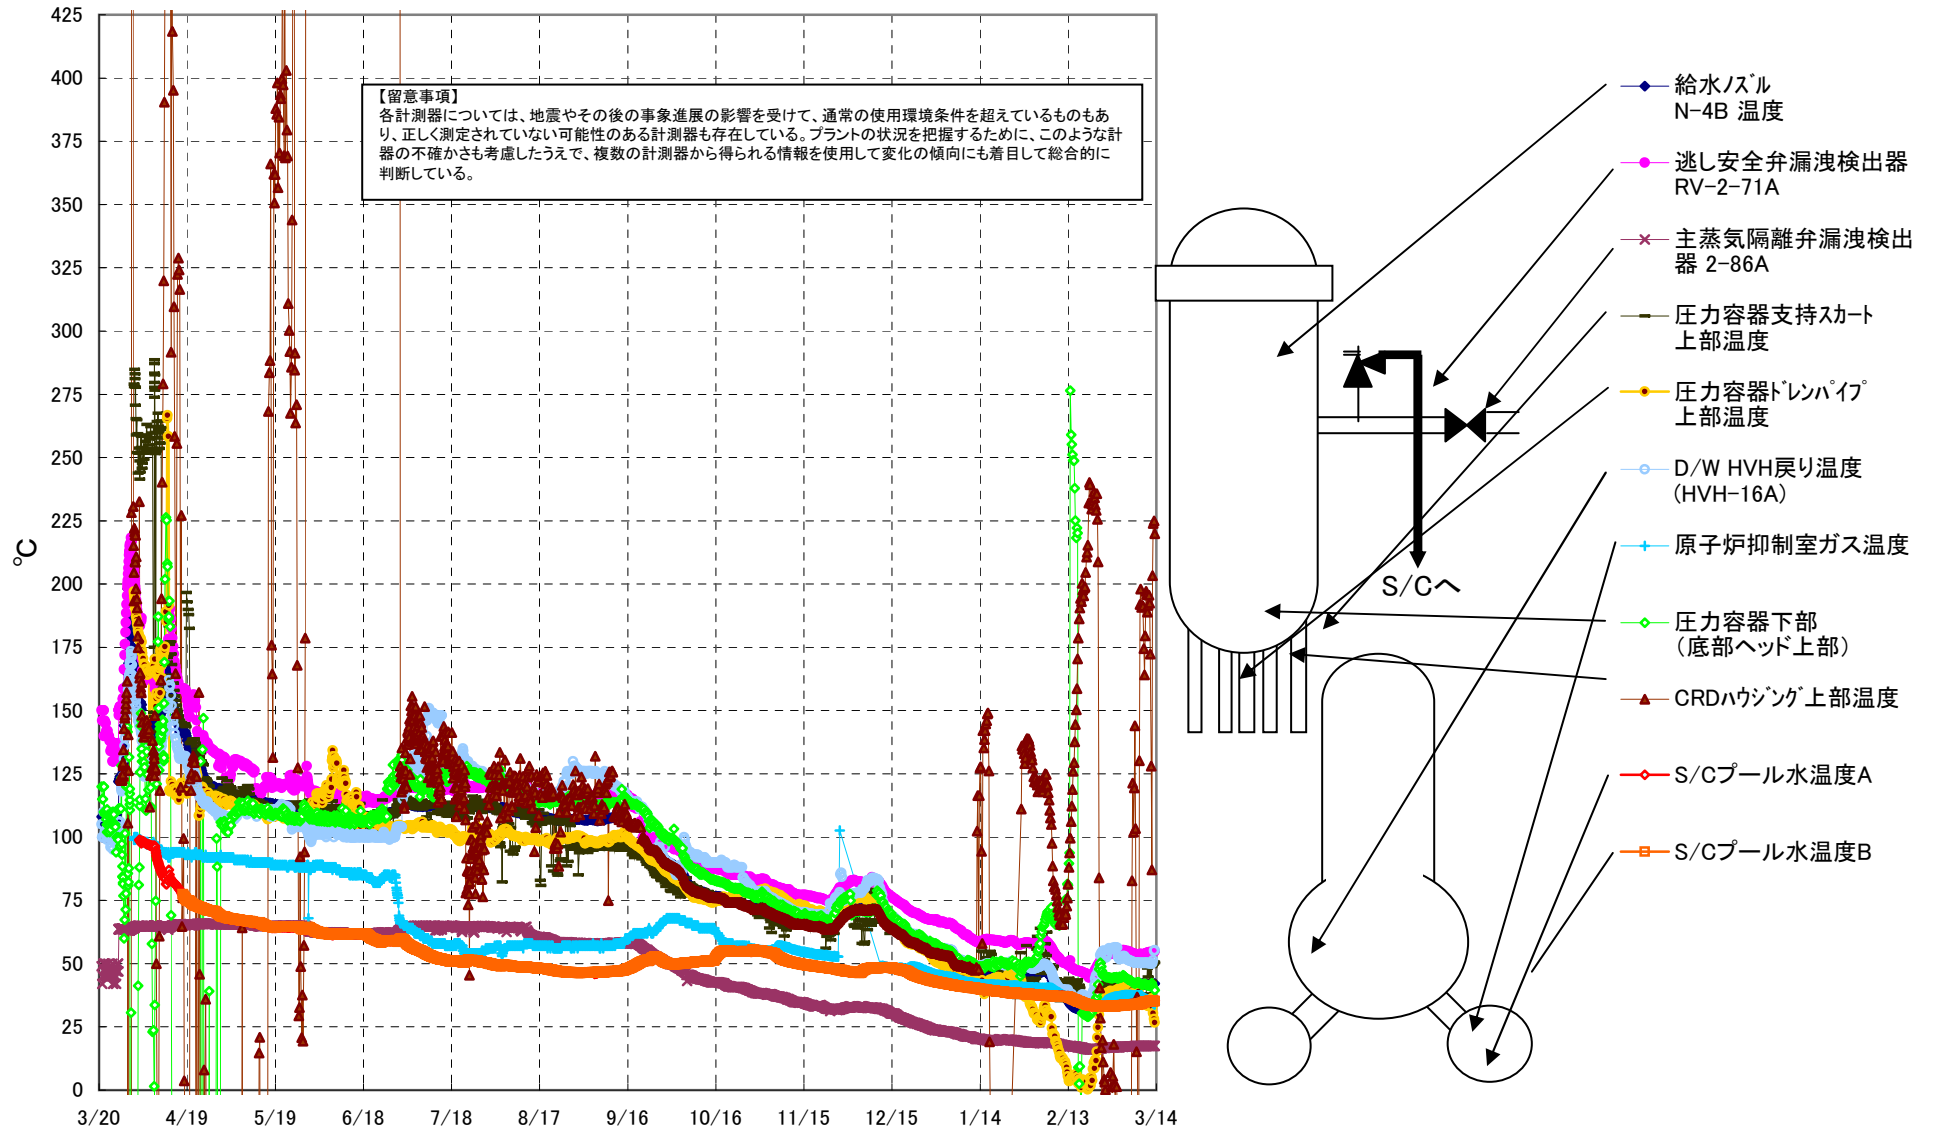 425
400
375
350
325
300
275
250
225
200
175
150
125
100
75
50
25
0
℃
3/20
4/19
5/19
6/18
7/18
8/17
9/16
10/16
11/15
12/15
1/14
2/13
3/14
【留意事項】
各計測器については、地震やその後の事象進展の影響を受けて、通常の使用環境条件を超えているものもあ
り、正しく測定されていない可能性のある計測器も存在している。プラントの状況を把握するために、このような計
器の不確かさも考慮したうえで、複数の計測器から得られる情報を使用して変化の傾向にも着目して総合的に
判断している。
S/Cへ
給水ﾉｽﾞﾙ
N-4B 温度
逃し安全弁漏洩検出器
RV-2-71A
主蒸気隔離弁漏洩検出
器 2-86A
圧力容器支持ｽｶｰﾄ
上部温度
圧力容器ﾄﾞﾚﾝﾊﾟｲﾌﾟ
上部温度
D/W HVH戻り温度
(HVH-16A)
原子炉抑制室ガス温度
圧力容器下部
（底部ヘッド上部）
CRDﾊｳｼﾞﾝｸﾞ上部温度
S/Cプール水温度A
S/Cプール水温度B